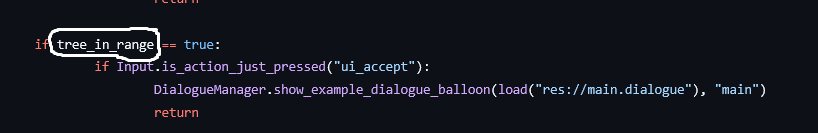 return
if tree_in_range == true:
if Input.is_action_just_pressed("ui_accept"):
DialogueManager.show_example_dialogue_balloon(load("res://main.dialogue"), "main")
return